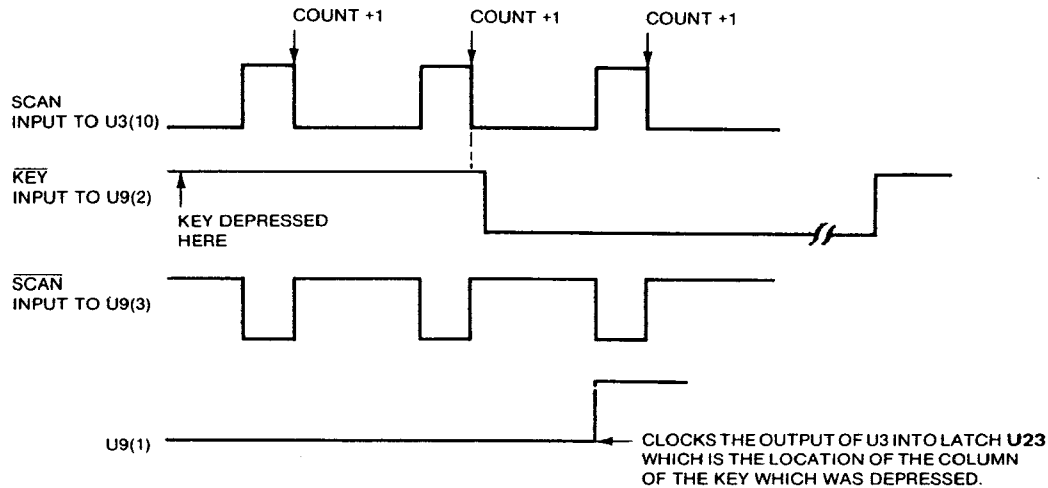 COUNT +1 COUNT +1 COUNT +1
SCAN
INPUT TO U3(10)
KEY
INPUT TO U9(2)
KEY DEPRESSED
HERE
SCAN
INPUT TO U9(3)
U9(1)
CLOCKS THE OUTPUT OF U3 INTO LATCH U23
WHICH IS THE LOCATION OF THE COLUMN
OF THE KEY WHICH WAS DEPRESSED.